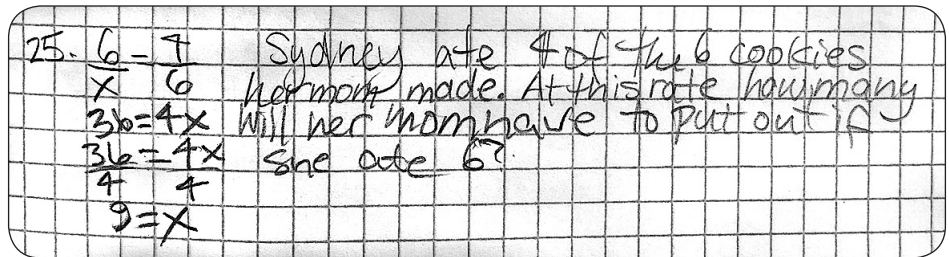 25. 6/x = 4/6 Sydney ate 4 of the 6 cookies
her mom made. At this rate how many
36=4x will her mom have to put out if
36/4 = 4x/4 she ate 6?
9=x